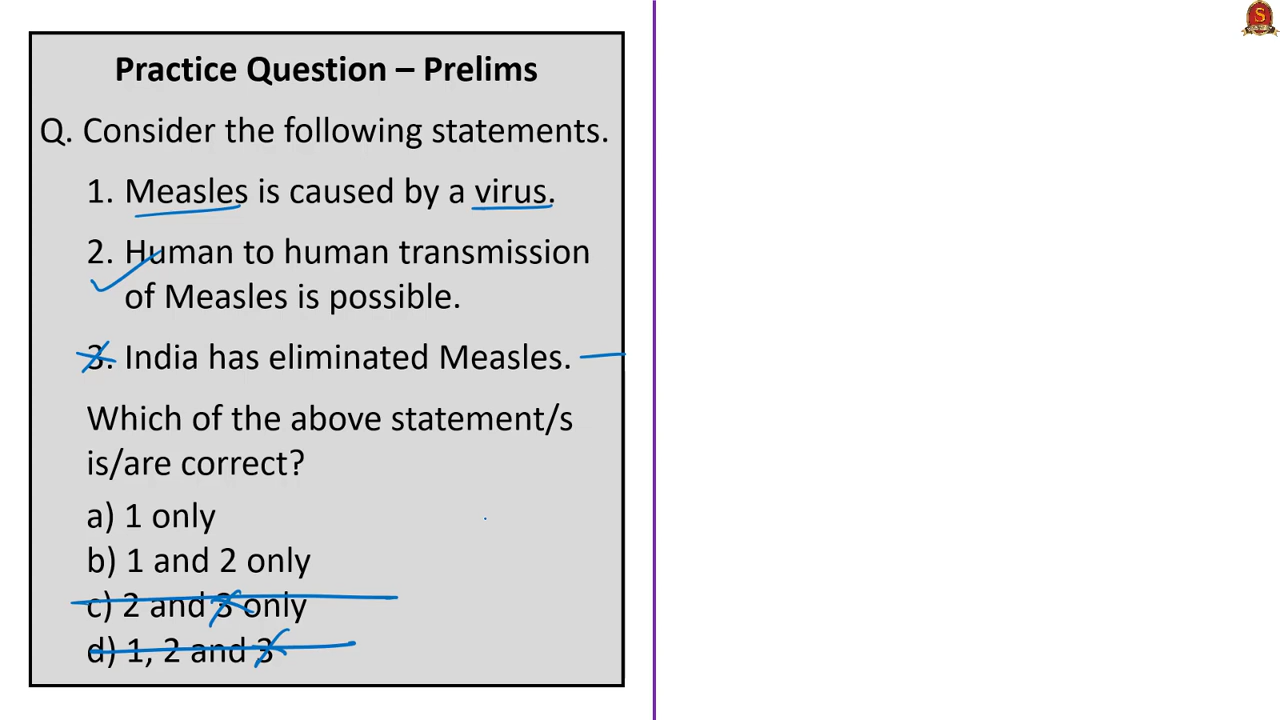 Practice Question – Prelims
Q. Consider the following statements.
1. Measles is caused by a virus.
2. Human to human transmission
of Measles is possible.
3. India has eliminated Measles.
Which of the above statement/s
is/are correct?
a) 1 only
b) 1 and 2 only
c) 2 and 3 only
d) 1, 2 and 3
S